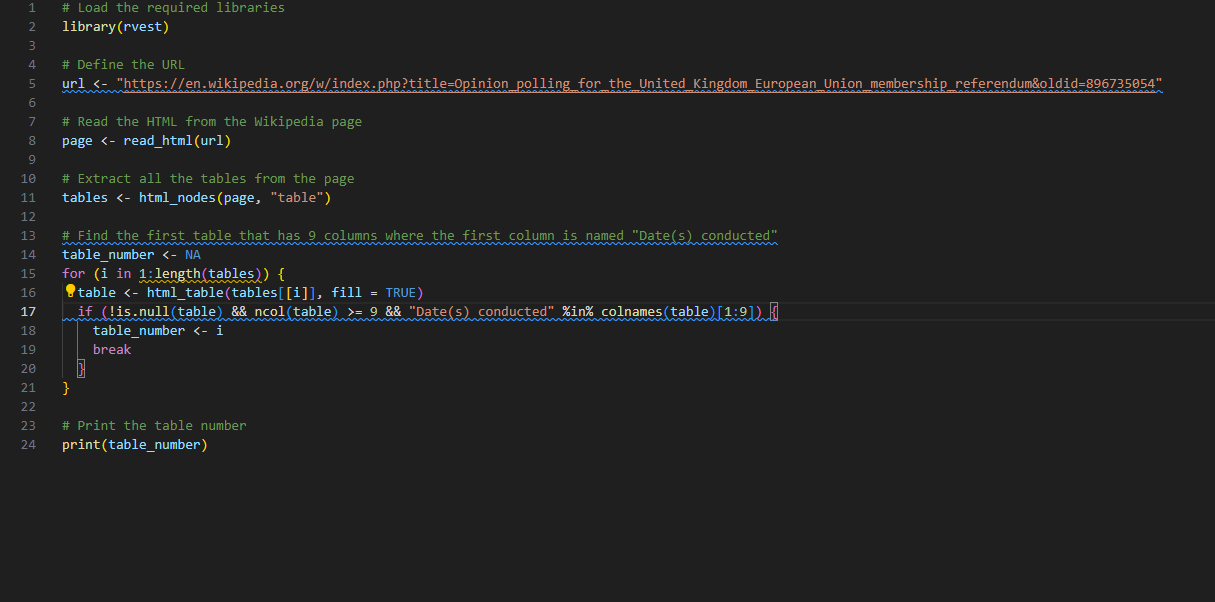 1 # Load the required libraries
2 library(rvest)
3
4 # Define the URL
5 url <- "https://en.wikipedia.org/w/index.php?title=Opinion_polling_for_the_United_Kingdom_European_Union_membership_referendum&oldid=896735054"
6
7 # Read the HTML from the Wikipedia page
8 page <- read_html(url)
9
10 # Extract all the tables from the page
11 tables <- html_nodes(page, "table")
12
13 # Find the first table that has 9 columns where the first column is named "Date(s) conducted"
14 table_number <- NA
15 for (i in 1:length(tables)) {
16   table <- html_table(tables[[i]], fill = TRUE)
17   if (!is.null(table) && ncol(table) >= 9 && "Date(s) conducted" %in% colnames(table)[1:9]) {
18     table_number <- i
19     break
20   }
21 }
22
23 # Print the table number
24 print(table_number)